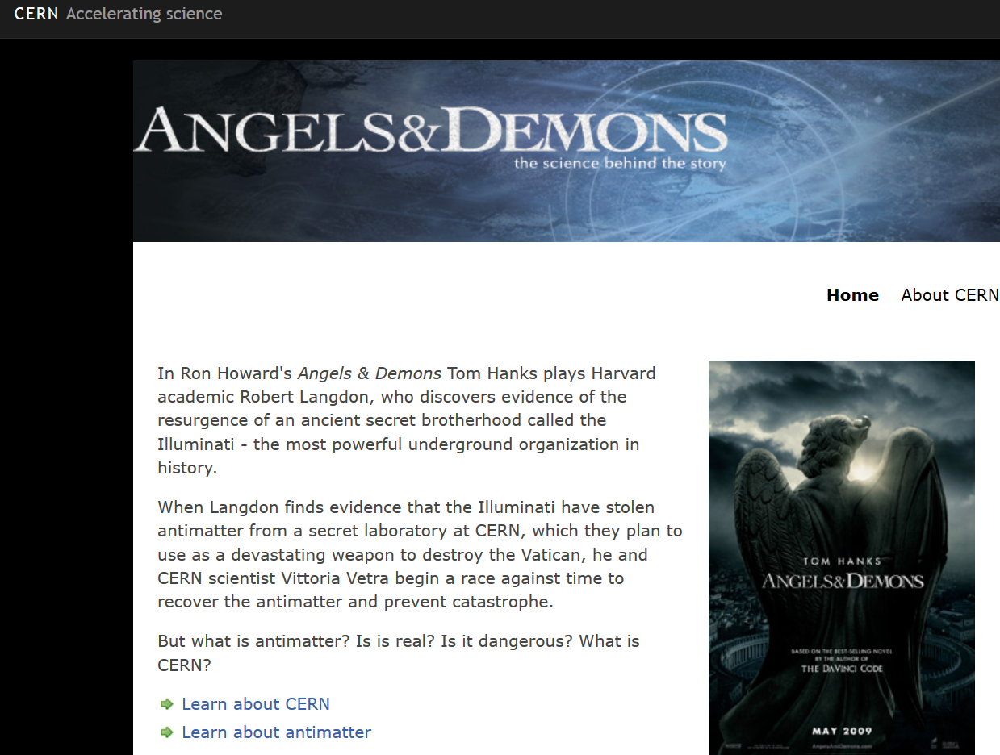 CERN Accelerating science
ANGELS&DEMONS
the science behind the story
Home About CERN
In Ron Howard's Angels & Demons Tom Hanks plays Harvard
academic Robert Langdon, who discovers evidence of the
resurgence of an ancient secret brotherhood called the
Illuminati - the most powerful underground organization in
history.
When Langdon finds evidence that the Illuminati have stolen
antimatter from a secret laboratory at CERN, which they plan to
use as a devastating weapon to destroy the Vatican, he and
CERN scientist Vittoria Vetra begin a race against time to
recover the antimatter and prevent catastrophe.
But what is antimatter? Is is real? Is it dangerous? What is
CERN?
Learn about CERN
Learn about antimatter
TOM HANKS
ANGELS&DEMONS
BASED ON THE BEST-SELLING NOVEL
BY THE AUTHOR OF
THE DAVINCI CODE
MAY 2009
AngelsAndDemons.com